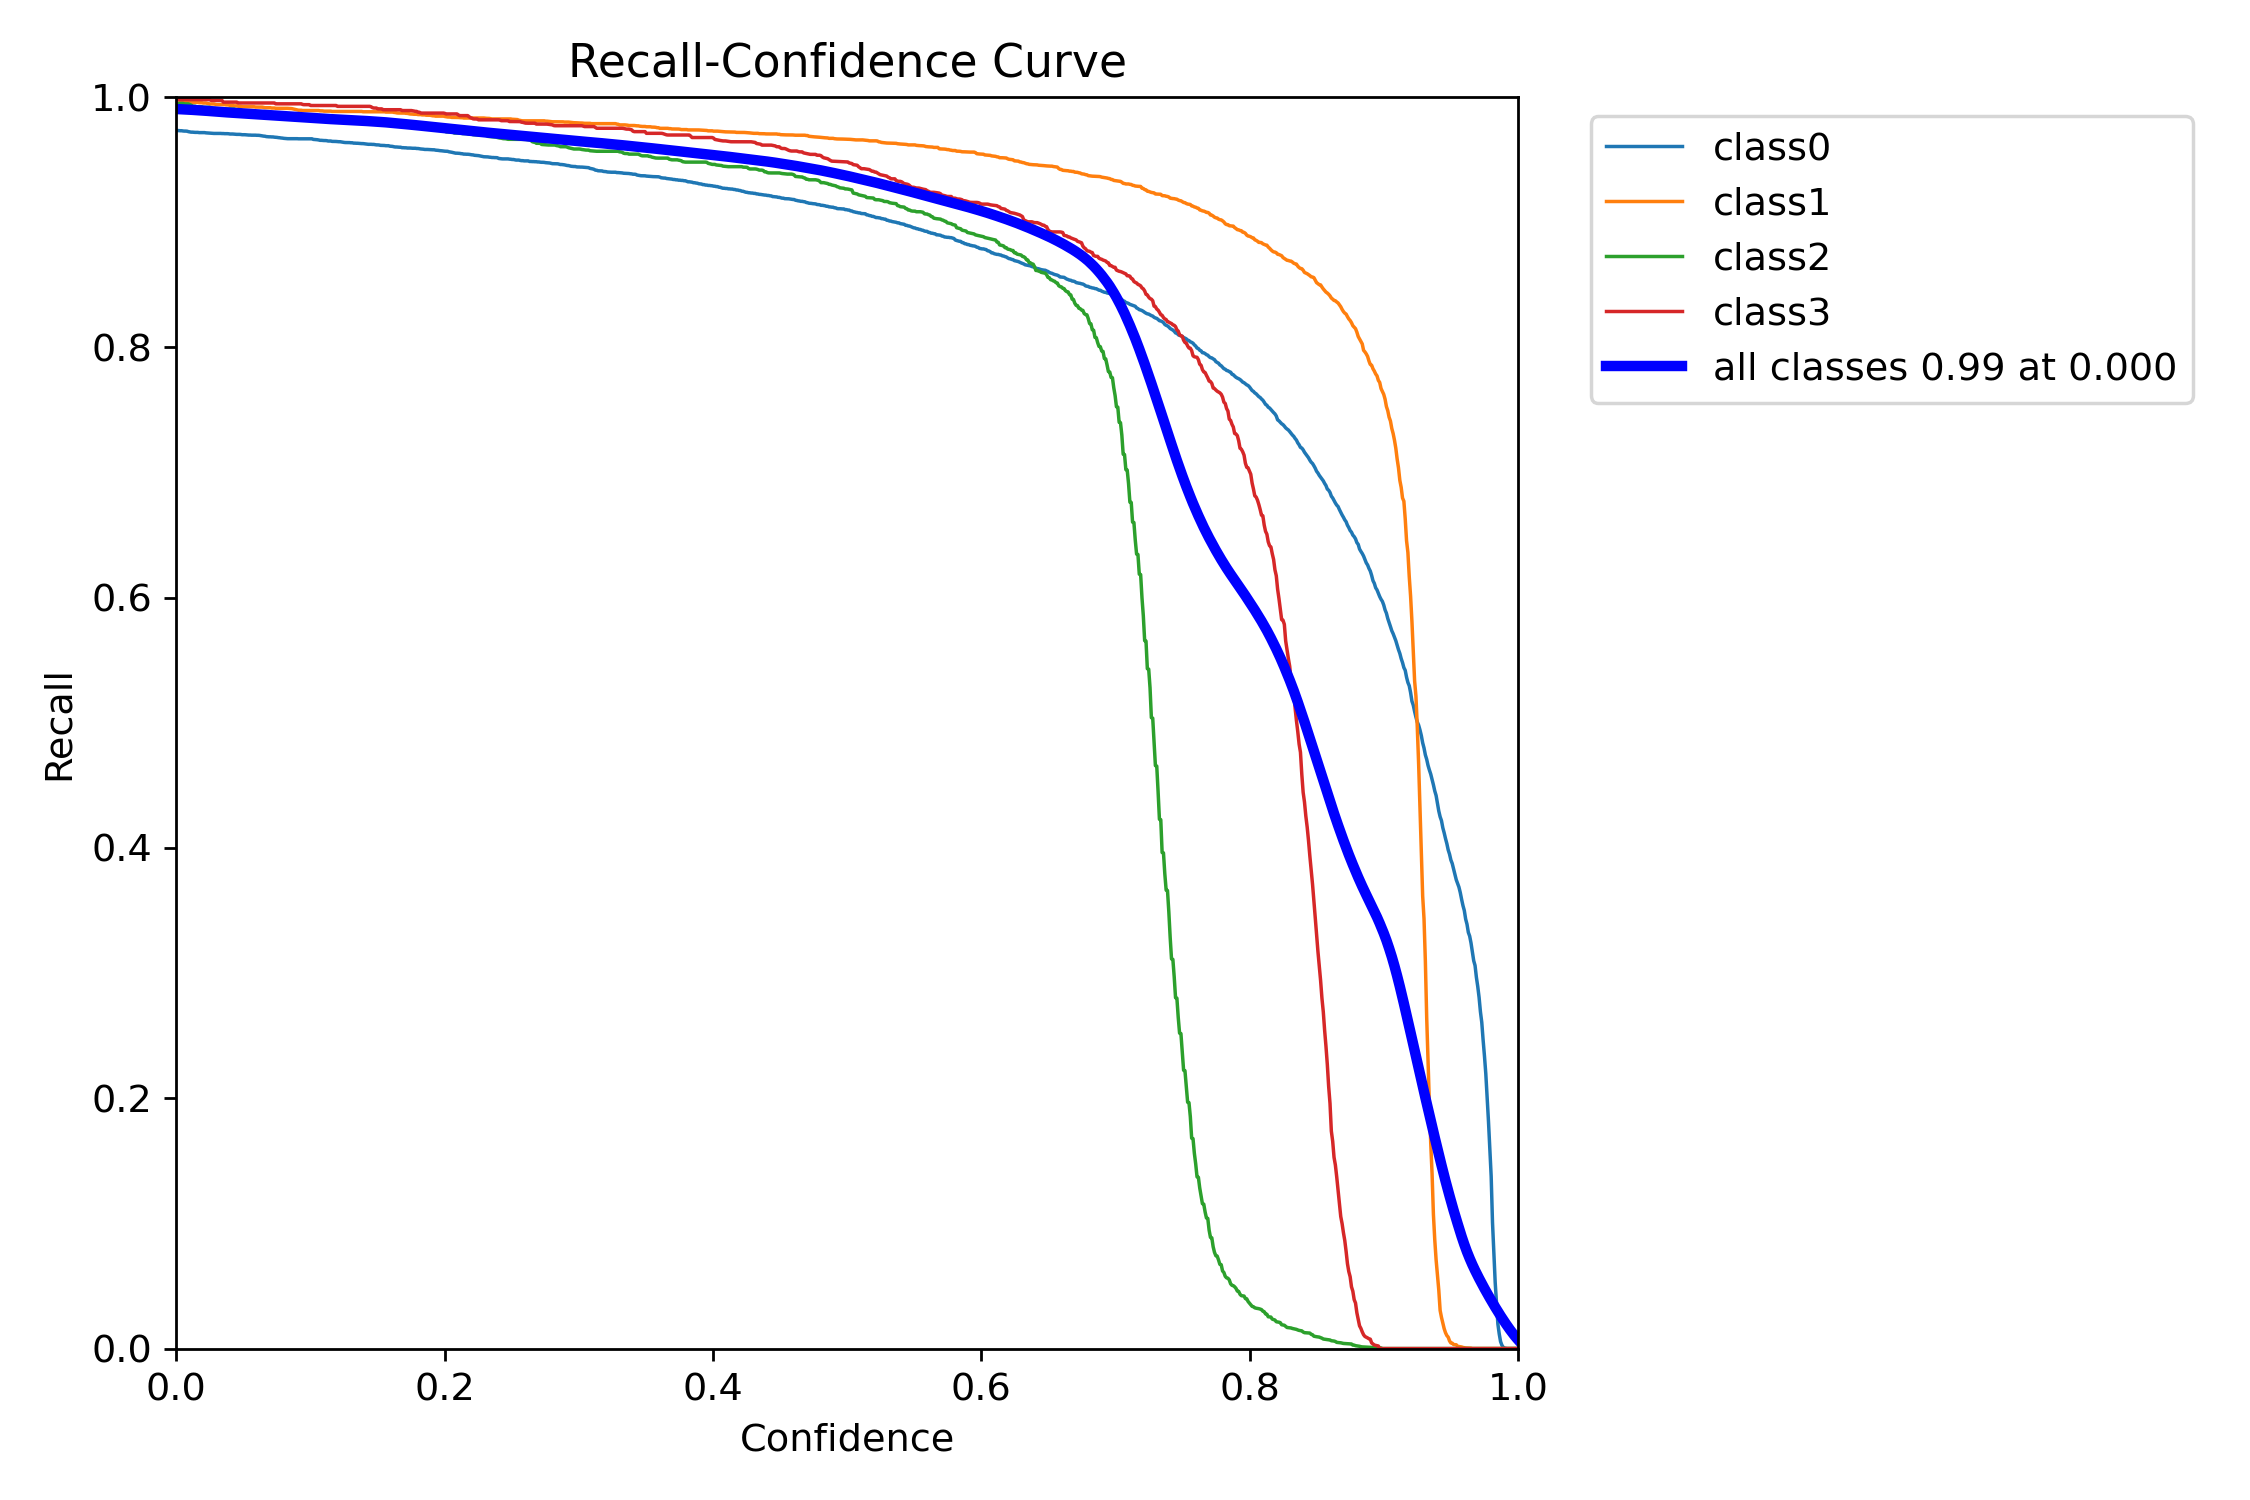 Recall-Confidence Curve
1.0
0.8
0.6
0.4
0.2
0.0
Recall
0.0 0.2 0.4 0.6 0.8 1.0
Confidence
class0
class1
class2
class3
all classes 0.99 at 0.000